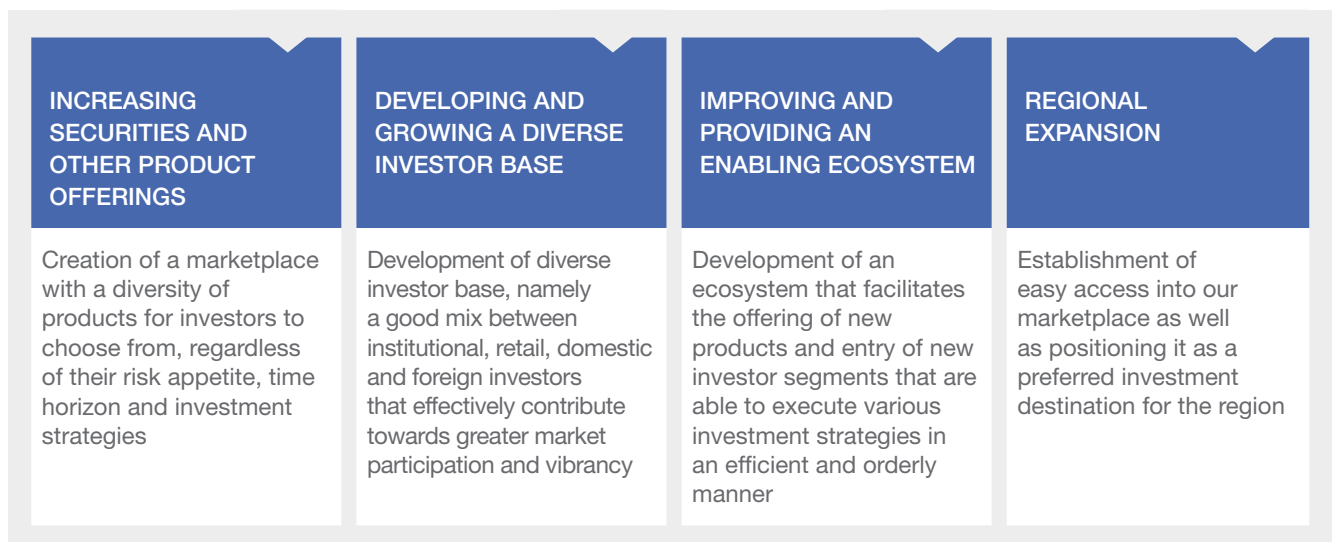 INCREASING
SECURITIES AND
OTHER PRODUCT
OFFERINGS
Creation of a marketplace
with a diversity of
products for investors to
choose from, regardless
of their risk appetite, time
horizon and investment
strategies
DEVELOPING AND
GROWING A DIVERSE
INVESTOR BASE
Development of diverse
investor base, namely
a good mix between
institutional, retail, domestic
and foreign investors
that effectively contribute
towards greater market
participation and vibrancy
IMPROVING AND
PROVIDING AN
ENABLING ECOSYSTEM
Development of an
ecosystem that facilitates
the offering of new
products and entry of new
investor segments that are
able to execute various
investment strategies in
an efficient and orderly
manner
REGIONAL
EXPANSION
Establishment of
easy access into our
marketplace as well
as positioning it as a
preferred investment
destination for the region